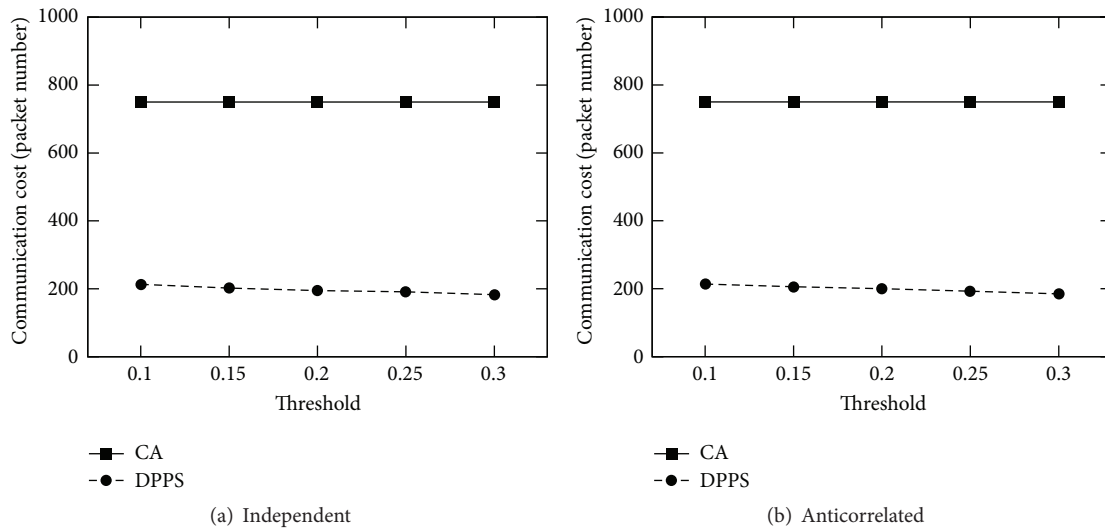 1000
800
600
400
200
0
Communication cost (packet number)
0.1 0.15 0.2 0.25 0.3
Threshold
CA
DPPS
(a) Independent
1000
800
600
400
200
0
Communication cost (packet number)
0.1 0.15 0.2 0.25 0.3
Threshold
CA
DPPS
(b) Anticorrelated